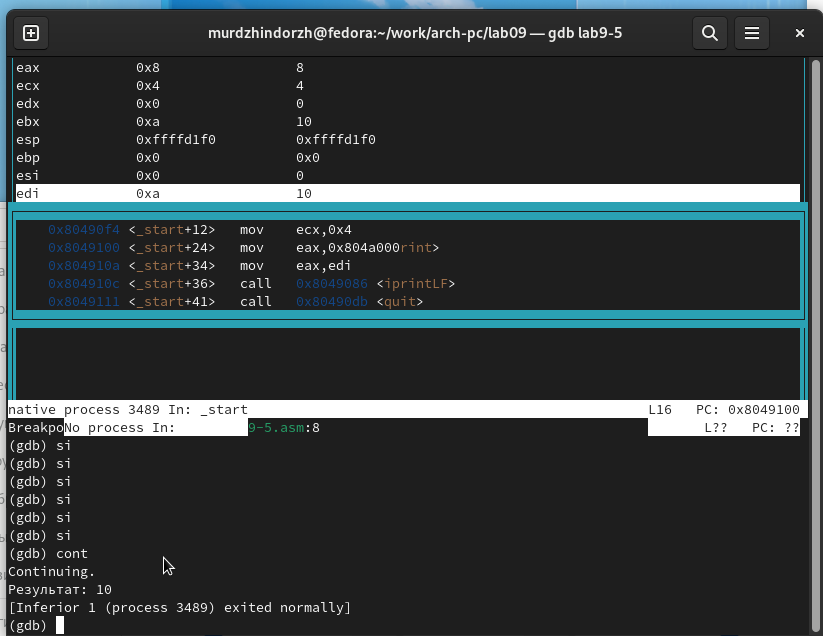 murdzhindorzh@fedora:~/work/arch-pc/lab09 — gdb lab9-5
eax 0x8 8
ecx 0x4 4
edx 0x0 0
ebx 0xa 10
esp 0xffffd1f0 0xffffd1f0
ebp 0x0 0x0
esi 0x0 0
edi 0xa 10
0x80490f4 <_start+12> mov ecx,0x4
0x8049100 <_start+24> mov eax,0x804a000rint>
0x804910a <_start+34> mov eax,edi
0x804910c <_start+36> call 0x8049086 <iprintLF>
0x8049111 <_start+41> call 0x80490db <quit>
native process 3489 In: _start L16 PC: 0x8049100
BreakpoNo process In: 9-5.asm:8 L?? PC: ??
(gdb) si
(gdb) si
(gdb) si
(gdb) si
(gdb) si
(gdb) si
(gdb) cont
Continuing.
Результат: 10
[Inferior 1 (process 3489) exited normally]
(gdb)